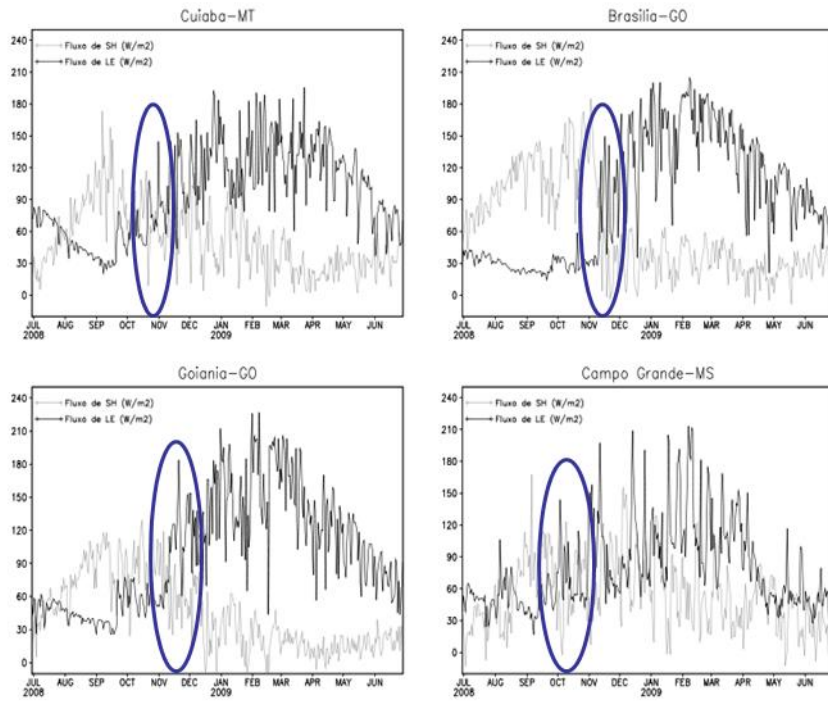 Cuiaba-MT
240
210
180
150
120
90
60
30
0
Fluxo de SH (W/m2)
Fluxo de LE (W/m2)
JUL AUG SEP OCT NOV DEC JAN FEB MAR APR MAY JUN
2008 2009
Brasilia-GO
240
210
180
150
120
90
60
30
0
Fluxo de SH (W/m2)
Fluxo de LE (W/m2)
JUL AUG SEP OCT NOV DEC JAN FEB MAR APR MAY JUN
2008 2009
Goiania-GO
240
210
180
150
120
90
60
30
0
Fluxo de SH (W/m2)
Fluxo de LE (W/m2)
JUL AUG SEP OCT NOV DEC JAN FEB MAR APR MAY JUN
2008 2009
Campo Grande-MS
240
210
180
150
120
90
60
30
0
Fluxo de SH (W/m2)
Fluxo de LE (W/m2)
JUL AUG SEP OCT NOV DEC JAN FEB MAR APR MAY JUN
2008 2009